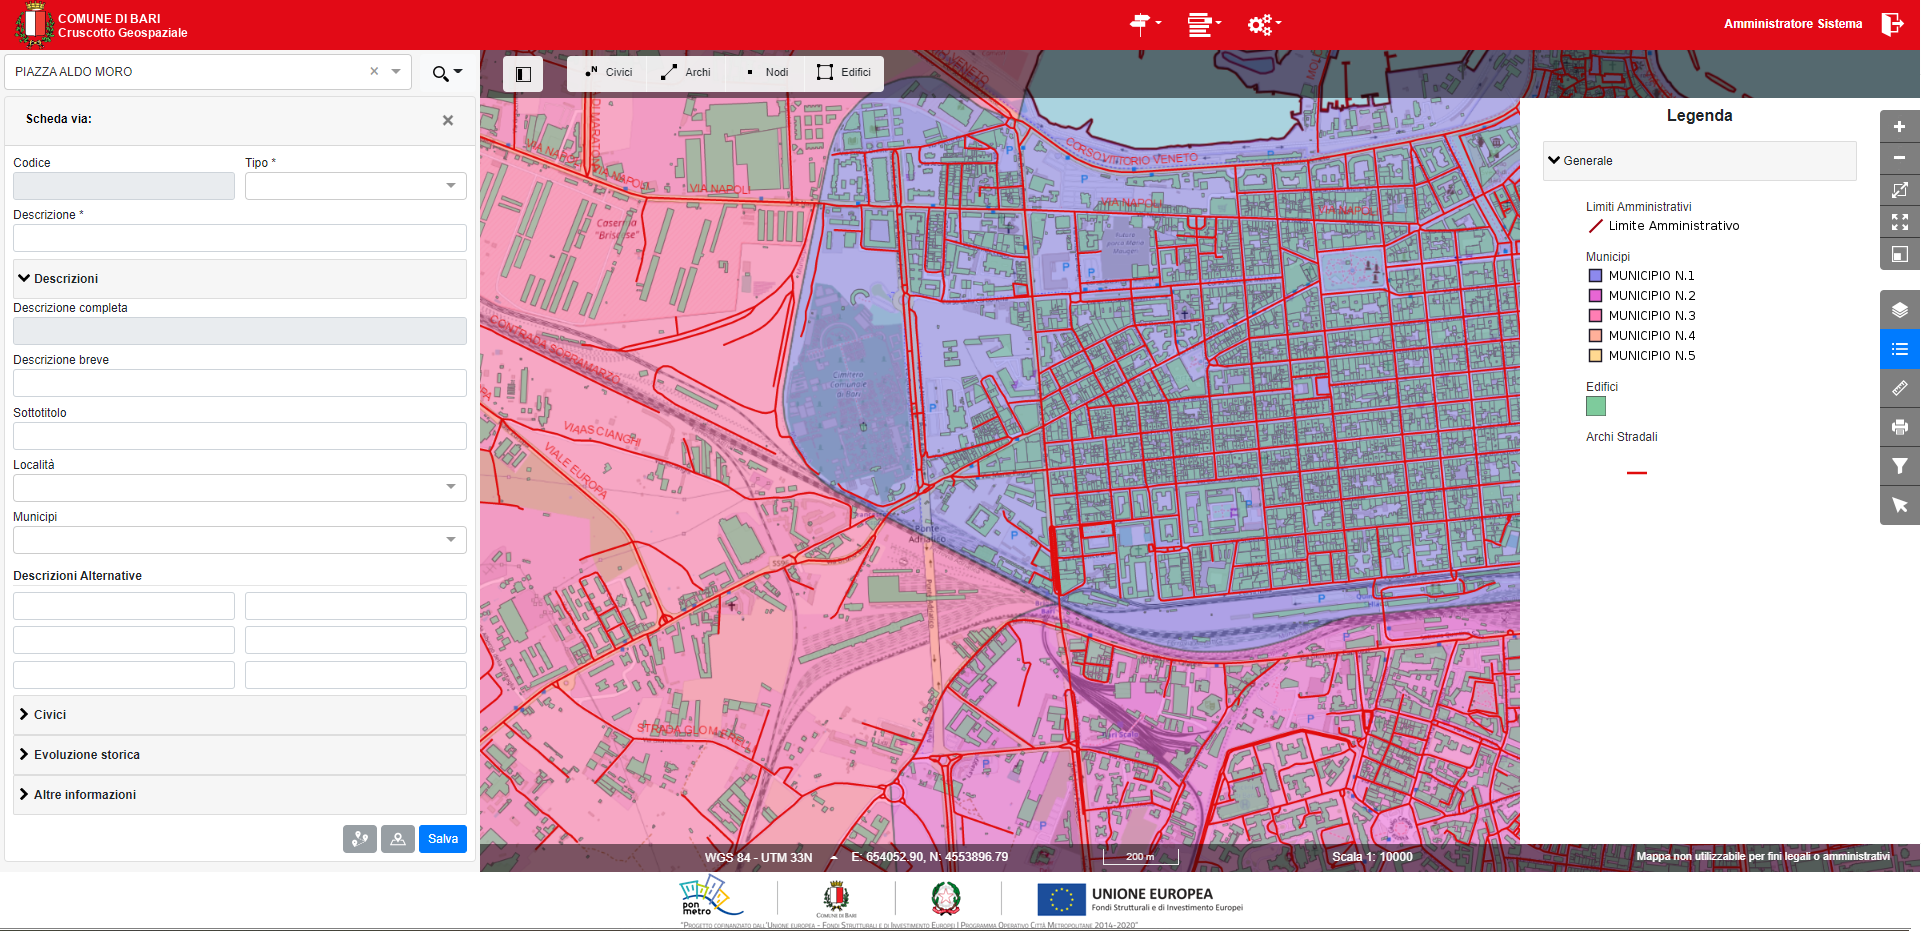 COMUNE DI BARI
Cruscotto Geospaziale
Amministratore Sistema
PIAZZA ALDO MORO
Civici
Archi
Nodi
Edifici
Scheda via:
Codice
Tipo *
Descrizione *
Descrizioni
Descrizione completa
Descrizione breve
Sottotitolo
Località
Municipi
Descrizioni Alternative
Civici
Evoluzione storica
Altre informazioni
Salva
VENETO
CORSO VITTORIO VENETO
VIA NAPOLI
VIA NAPOLI
VIA NAPOLI
VIA NAPOLI
Caserma
"Briscese"
CONTRADA SOPRAMARZO
Cimitero
Comunale
di Bari
VIALE EUROPA
Ponte
Adriatico
Bari Scalo
Legenda
Generale
Limiti Amministrativi
Limite Amministrativo
Municipi
MUNICIPIO N.1
MUNICIPIO N.2
MUNICIPIO N.3
MUNICIPIO N.4
MUNICIPIO N.5
Edifici
Archi Stradali
WGS 84 - UTM 33N
E: 654052.90, N: 4553896.79
200 m
Scala 1: 10000
Mappa non utilizzabile per fini legali o amministrativi
pon
metro
COMUNE DI BARI
UNIONE EUROPEA
Fondi Strutturali e di Investimento Europei
"Progetto cofinanziato dall'Unione europea - Fondi Strutturali e di Investimento Europei | Programma Operativo Città Metropolitane 2014-2020"